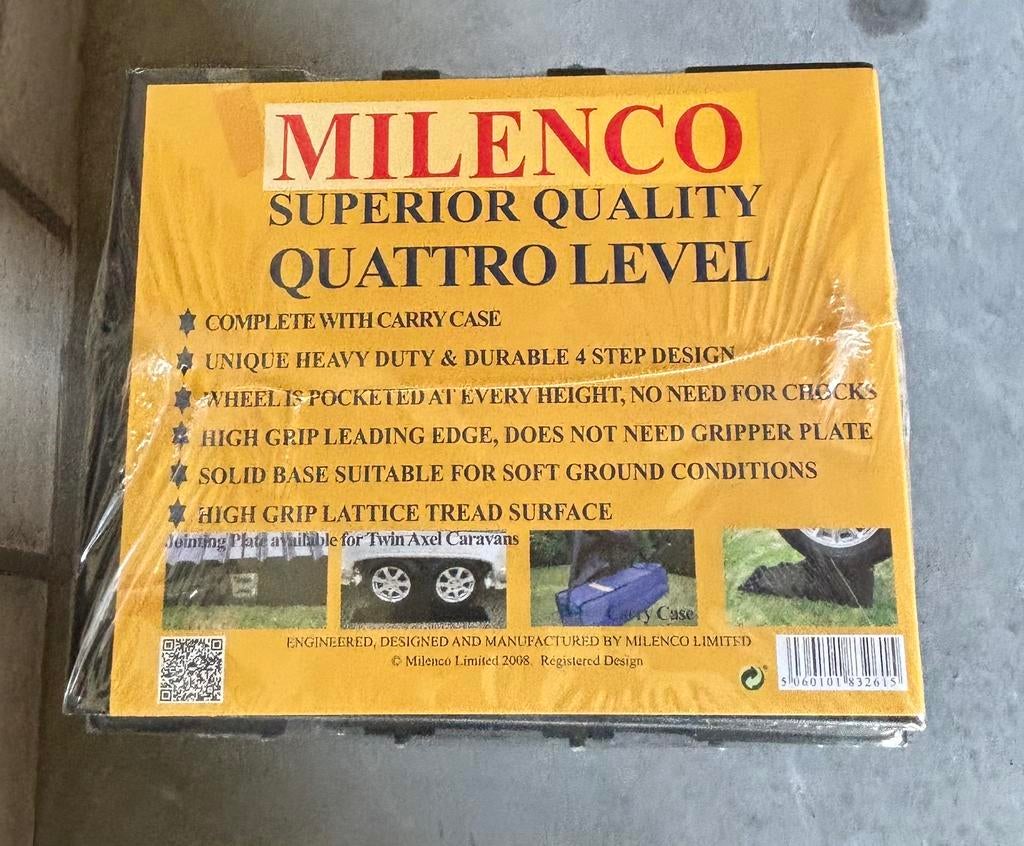 MILENCO
SUPERIOR QUALITY
QUATTRO LEVEL
COMPLETE WITH CARRY CASE
UNIQUE HEAVY DUTY & DURABLE 4 STEP DESIGN
WHEEL IS POCKETED AT EVERY HEIGHT, NO NEED FOR CHOCKS
HIGH GRIP LEADING EDGE, DOES NOT NEED GRIPPER PLATE
SOLID BASE SUITABLE FOR SOFT GROUND CONDITIONS
HIGH GRIP LATTICE TREAD SURFACE
Jointing Plate available for Twin Axel Caravans
Carry Case
ENGINEERED, DESIGNED AND MANUFACTURED BY MILENCO LIMITED
© Milenco Limited 2008. Registered Design
5 060101 832615